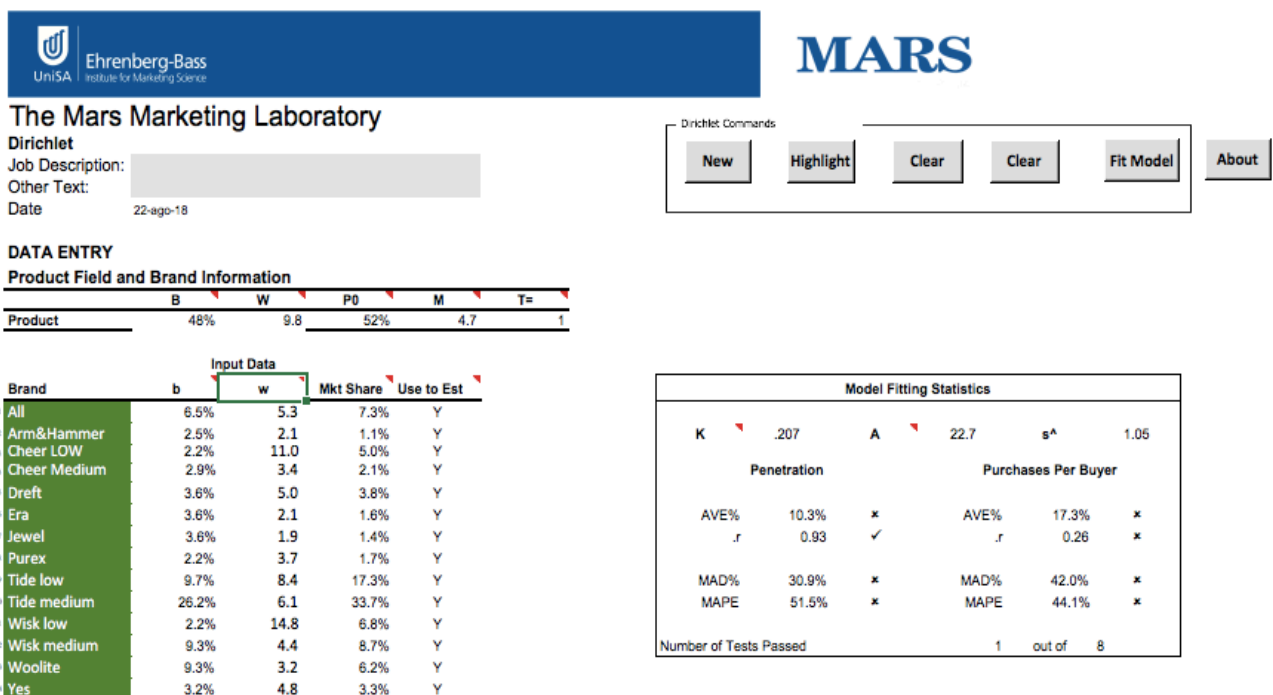 UniSA
Ehrenberg-Bass
Institute for Marketing Science
MARS
The Mars Marketing Laboratory
Dirichlet
Job Description:
Other Text:
Date 22-ago-18
Dirichlet Commands
New Highlight Clear Clear Fit Model About
DATA ENTRY
Product Field and Brand Information
B W P0 M T=
Product 48% 9.8 52% 4.7 1
Input Data
Brand b w Mkt Share Use to Est
All 6.5% 5.3 7.3% Y
Arm&Hammer 2.5% 2.1 1.1% Y
Cheer LOW 2.2% 11.0 5.0% Y
Cheer Medium 2.9% 3.4 2.1% Y
Dreft 3.6% 5.0 3.8% Y
Era 3.6% 2.1 1.6% Y
Jewel 3.6% 1.9 1.4% Y
Purex 2.2% 3.7 1.7% Y
Tide low 9.7% 8.4 17.3% Y
Tide medium 26.2% 6.1 33.7% Y
Wisk low 2.2% 14.8 6.8% Y
Wisk medium 9.3% 4.4 8.7% Y
Woolite 9.3% 3.2 6.2% Y
Yes 3.2% 4.8 3.3% Y
Model Fitting Statistics
K .207 A 22.7 s^ 1.05
Penetration Purchases Per Buyer
AVE% 10.3% × AVE% 17.3% ×
.r 0.93 ✓ .r 0.26 ×
MAD% 30.9% × MAD% 42.0% ×
MAPE 51.5% × MAPE 44.1% ×
Number of Tests Passed 1 out of 8